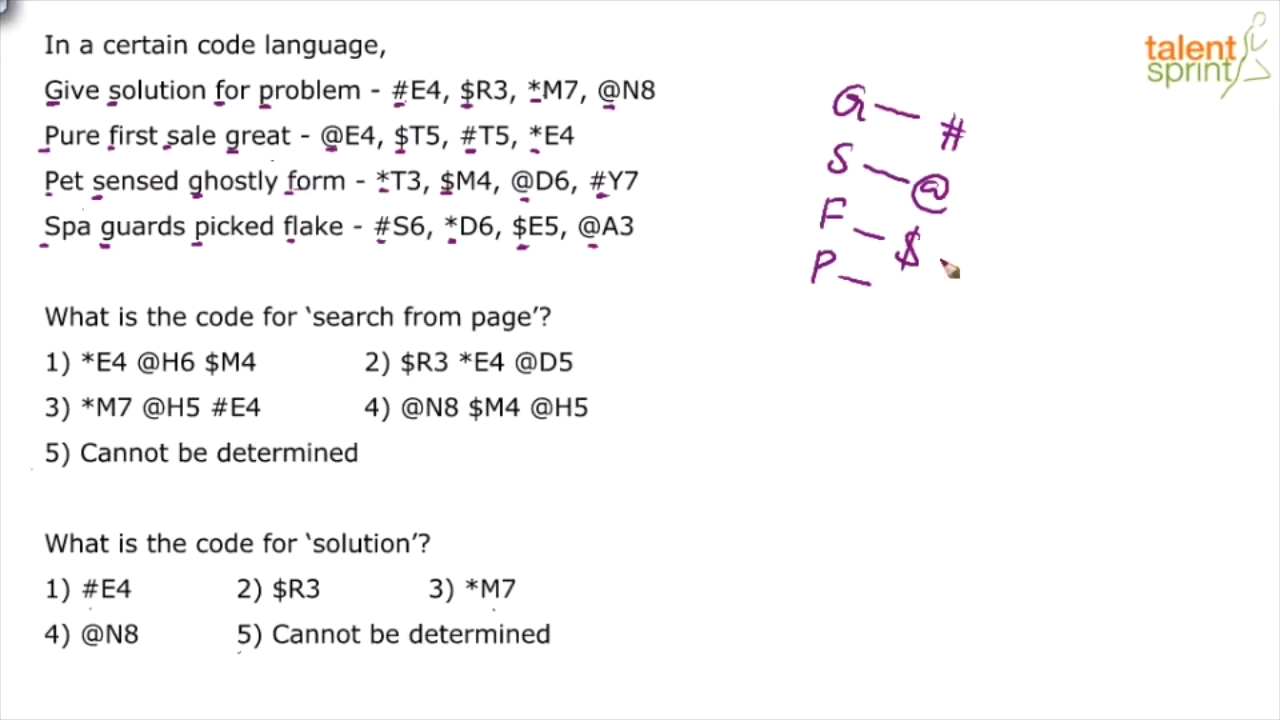 In a certain code language,
talent
sprint
Give solution for problem - #E4, $R3, *M7, @N8
Pure first sale great - @E4, $T5, #T5, *E4
Pet sensed ghostly form - *T3, $M4, @D6, #Y7
Spa guards picked flake - #S6, *D6, $E5, @A3
G — #
S — @
F — $
P —
What is the code for ‘search from page’?
1) *E4 @H6 $M4 2) $R3 *E4 @D5
3) *M7 @H5 #E4 4) @N8 $M4 @H5
5) Cannot be determined
What is the code for ‘solution’?
1) #E4 2) $R3 3) *M7
4) @N8 5) Cannot be determined